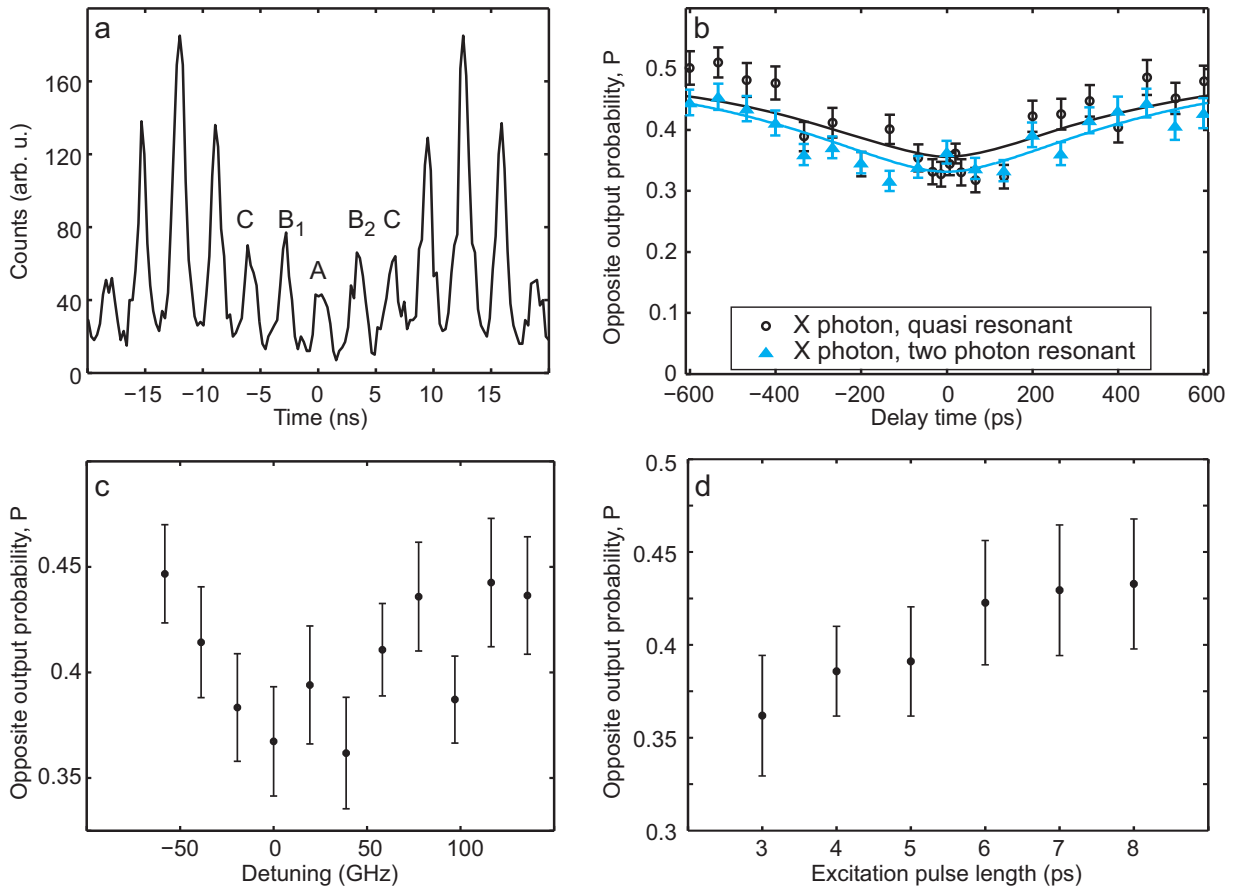 a
Counts (arb. u.)
160
120
80
40
0
C
B1
A
B2
C
−15
−10
−5
0
5
10
15
Time (ns)
b
Opposite output probability, P
0.5
0.4
0.3
0.2
0.1
0
X photon, quasi resonant
X photon, two photon resonant
−600
−400
−200
0
200
400
600
Delay time (ps)
c
Opposite output probability, P
0.45
0.4
0.35
−50
0
50
100
Detuning (GHz)
d
Opposite output probability, P
0.5
0.45
0.4
0.35
0.3
3
4
5
6
7
8
Excitation pulse length (ps)